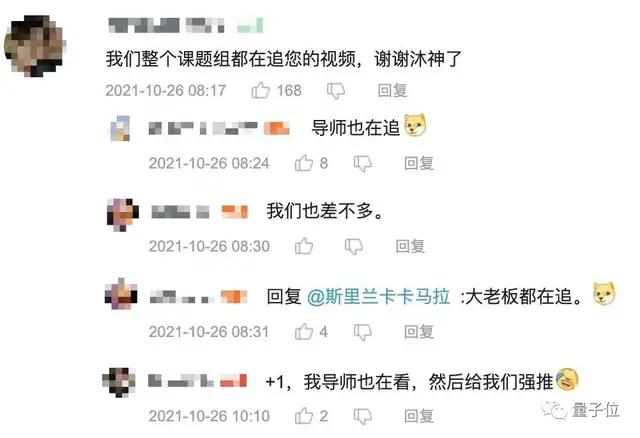 我们整个课题组都在追您的视频，谢谢沐神了
2021-10-26 08:17 168 回复
导师也在追
2021-10-26 08:24 8 回复
我们也差不多。
2021-10-26 08:30 回复
回复 @斯里兰卡卡马拉 :大老板都在追。
2021-10-26 08:31 4 回复
+1，我导师也在看，然后给我们强推
2021-10-26 10:10 2 回复
量子位